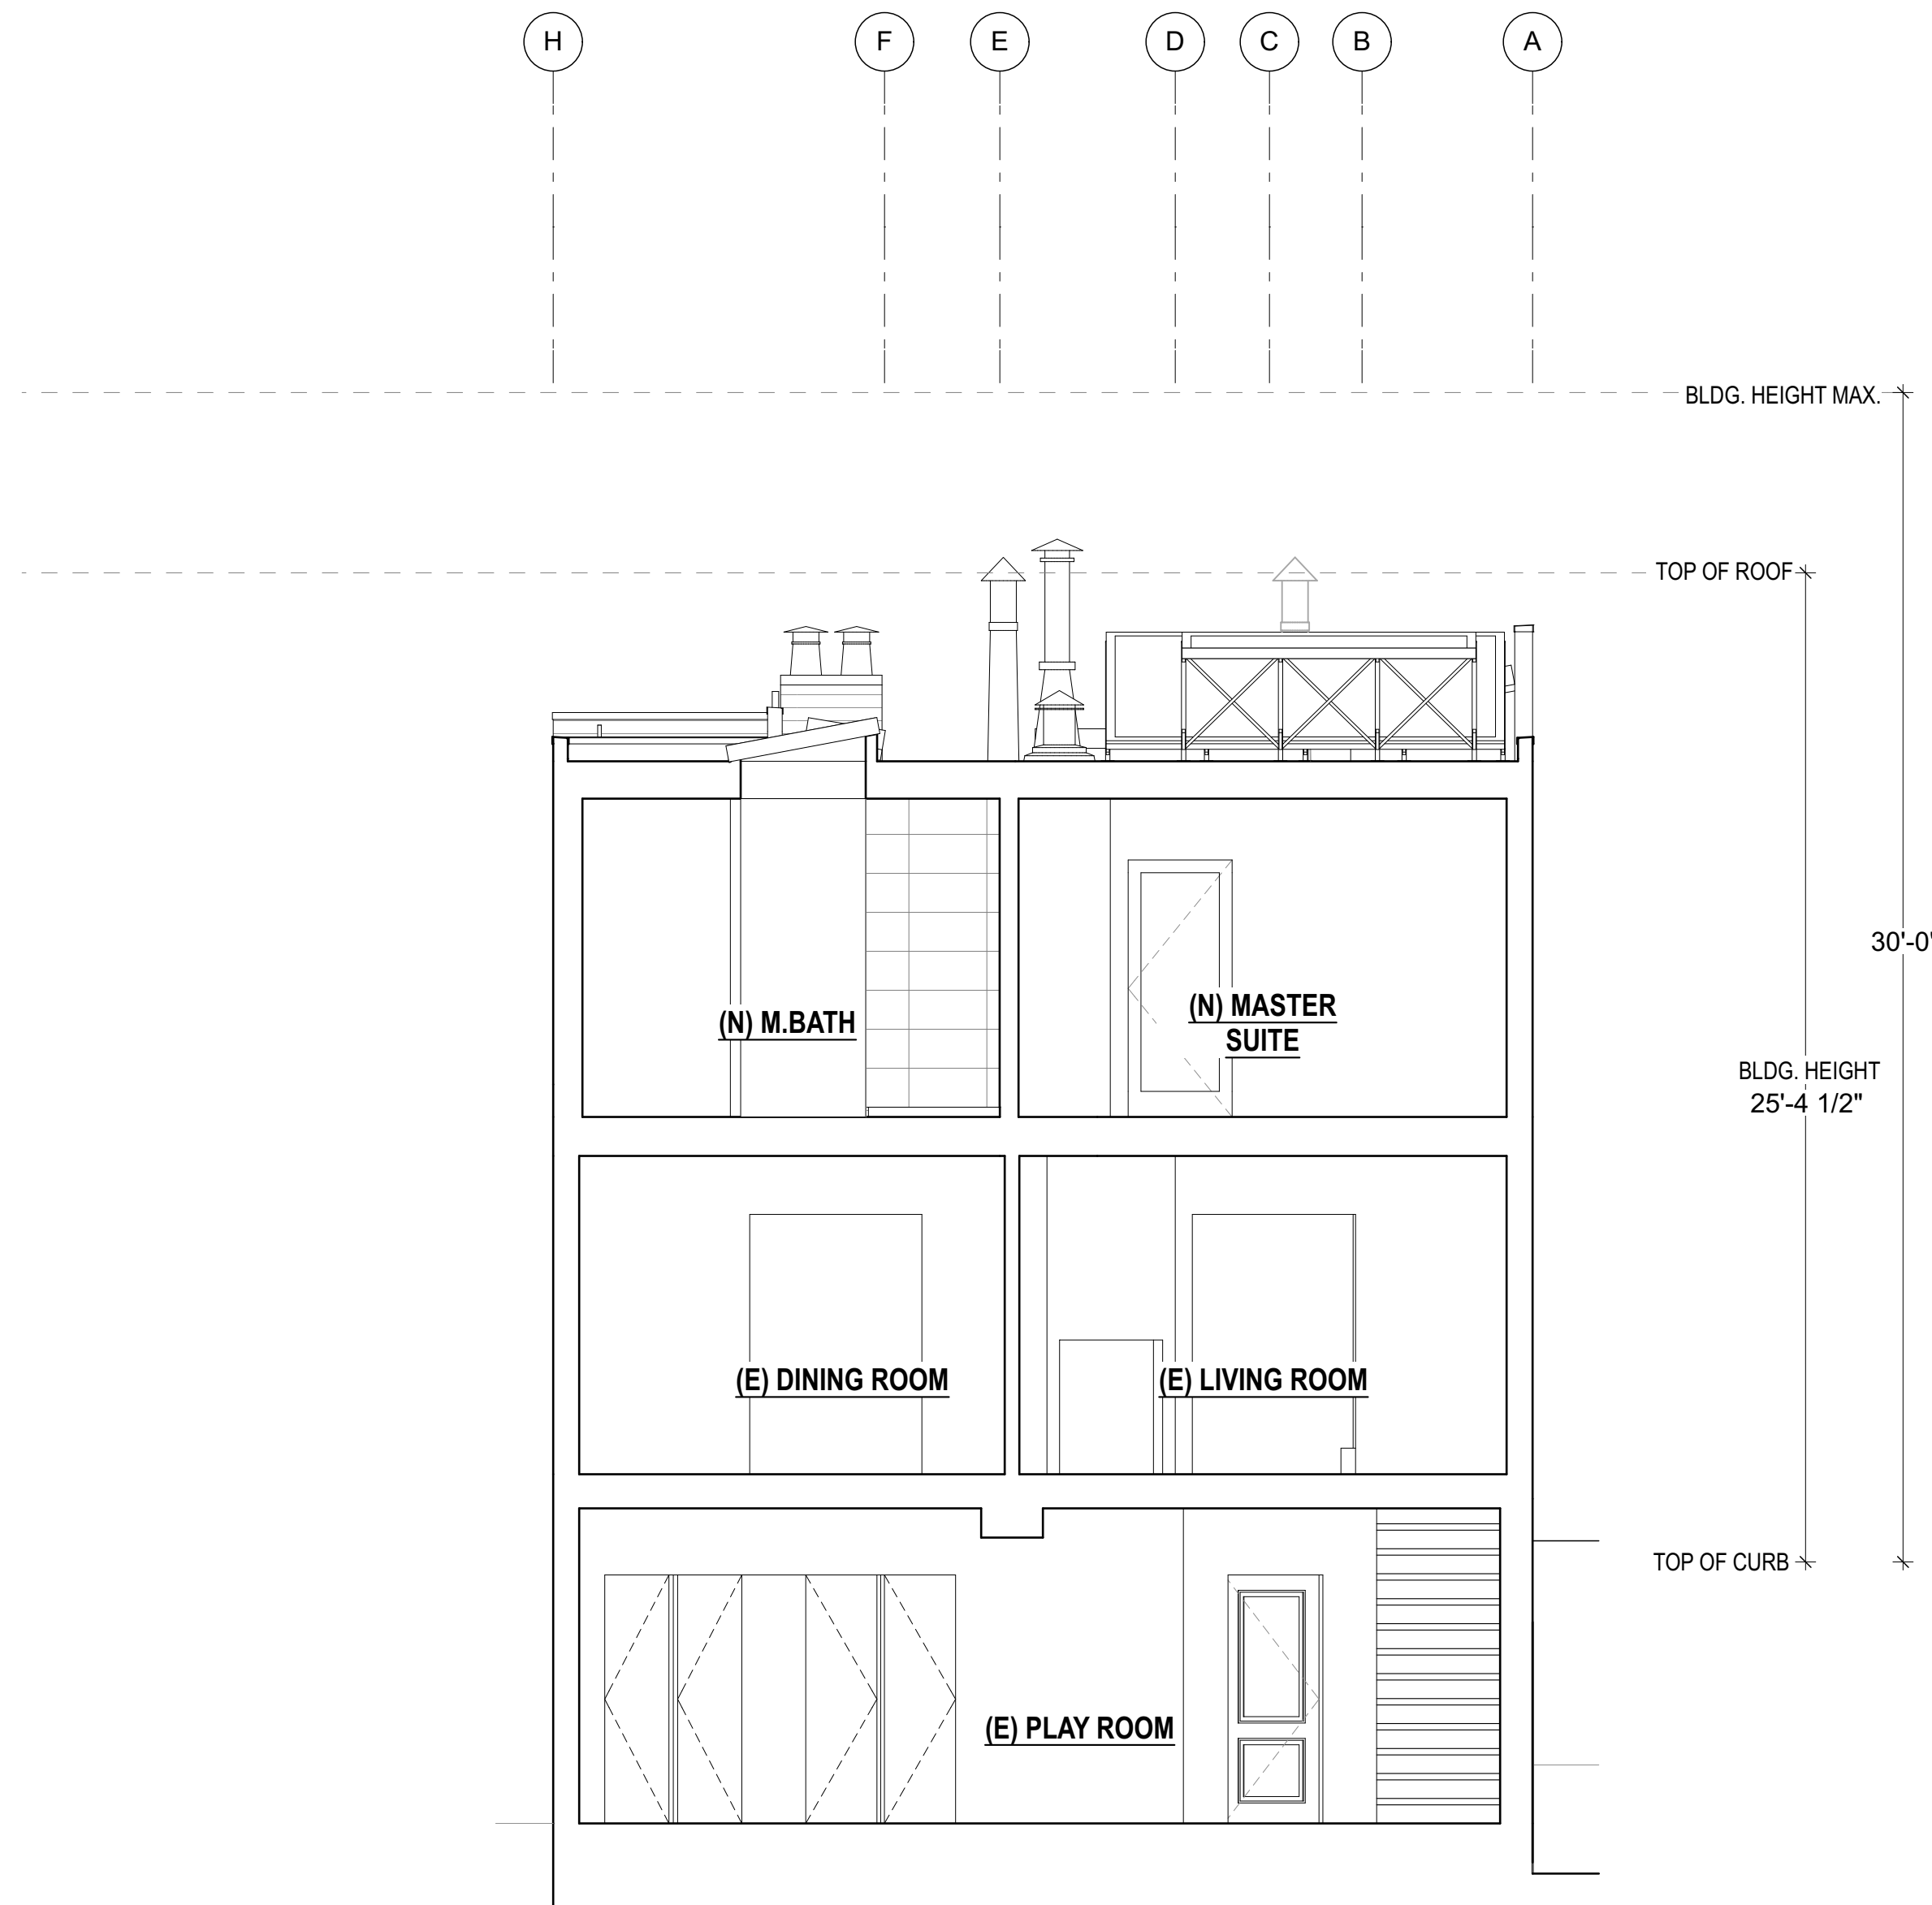 H F E D C B A
BLDG. HEIGHT MAX.
TOP OF ROOF
30'-0"
(N) M.BATH
(N) MASTER
SUITE
BLDG. HEIGHT
25'-4 1/2"
(E) DINING ROOM
(E) LIVING ROOM
TOP OF CURB
(E) PLAY ROOM